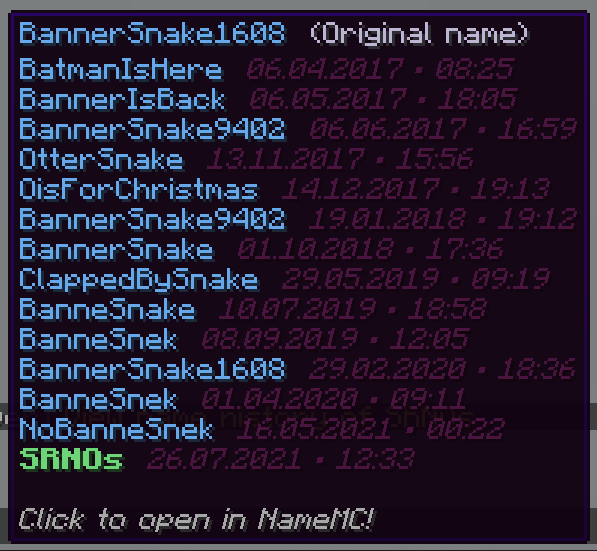 BannerSnake1608 (Original name)
BatmanIsHere 06.04.2017 • 08:25
BannerIsBack 06.05.2017 • 18:05
BannerSnake9402 06.06.2017 • 16:59
OtterSnake 13.11.2017 • 15:56
OisForChristmas 14.12.2017 • 19:13
BannerSnake9402 19.01.2018 • 19:12
BannerSnake 01.10.2018 • 17:36
ClappedBySnake 29.05.2019 • 09:19
BanneSnake 10.07.2019 • 18:58
BanneSnek 08.09.2019 • 12:05
BannerSnake1608 29.02.2020 • 18:36
BanneSnek 01.04.2020 • 09:11
NoBanneSnek 16.05.2021 • 00:22
SRNOs 26.07.2021 • 12:33
Click to open in NameMC!